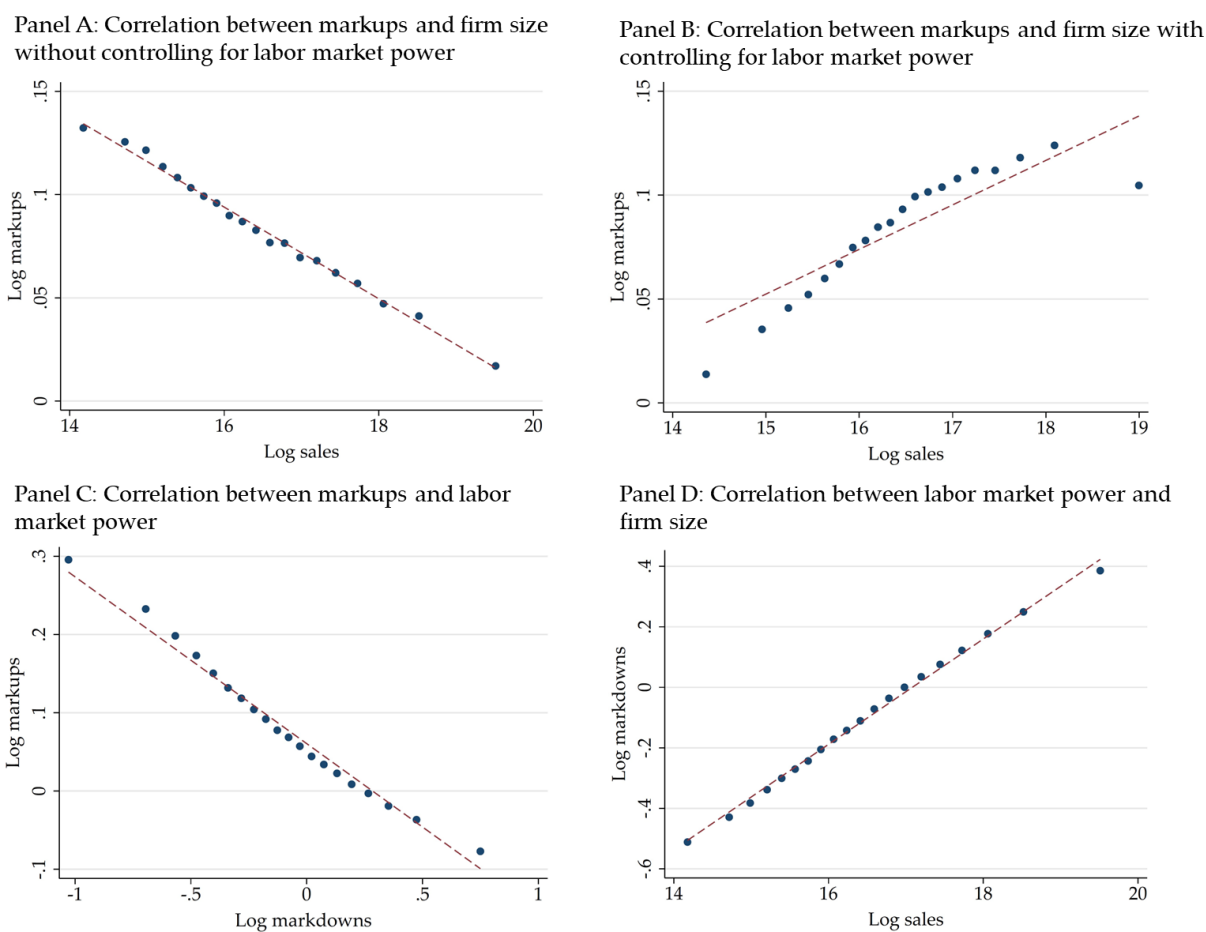 Panel A: Correlation between markups and firm size
without controlling for labor market power
.15
.1
.05
0
Log markups
14
16
18
20
Log sales
Panel B: Correlation between markups and firm size with
controlling for labor market power
.15
.1
.05
0
Log markups
14
15
16
17
18
19
Log sales
Panel C: Correlation between markups and labor
market power
.3
.2
.1
0
-.1
Log markups
-1
-.5
0
.5
1
Log markdowns
Panel D: Correlation between labor market power and
firm size
.4
.2
0
-.2
-.4
-.6
Log markdowns
14
16
18
20
Log sales